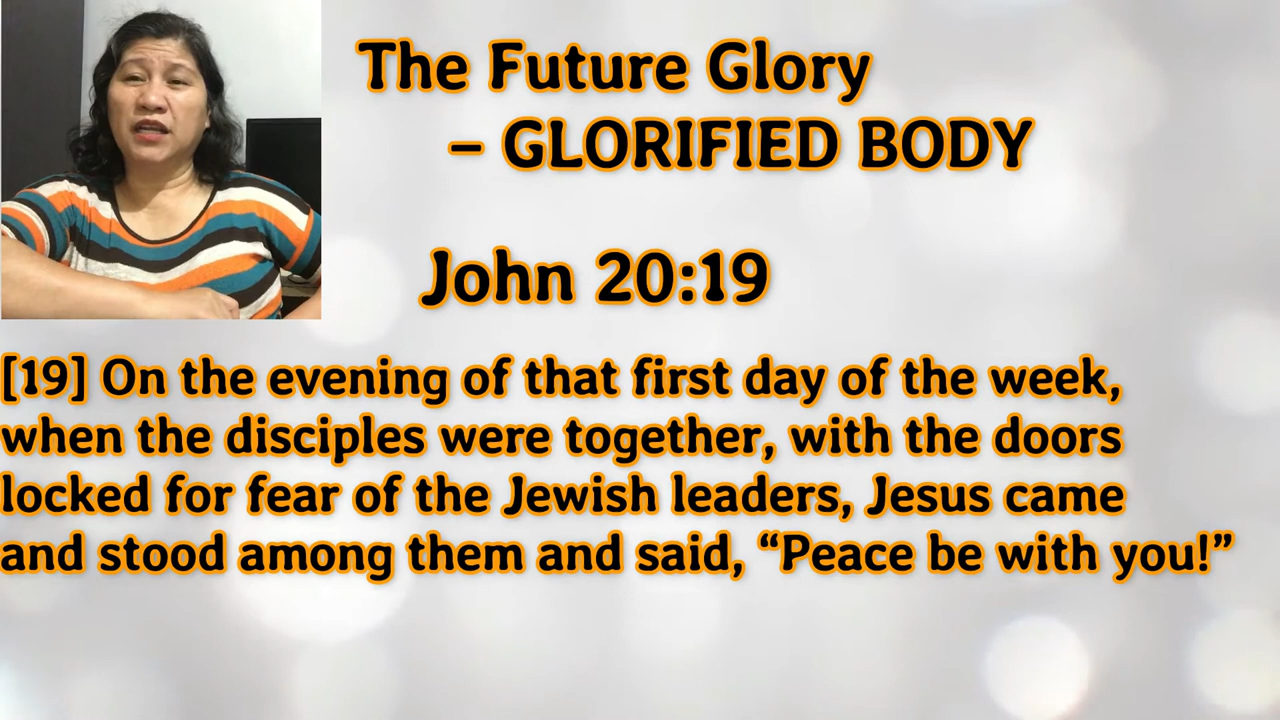 The Future Glory
– GLORIFIED BODY
John 20:19
[19] On the evening of that first day of the week,
when the disciples were together, with the doors
locked for fear of the Jewish leaders, Jesus came
and stood among them and said, “Peace be with you!”